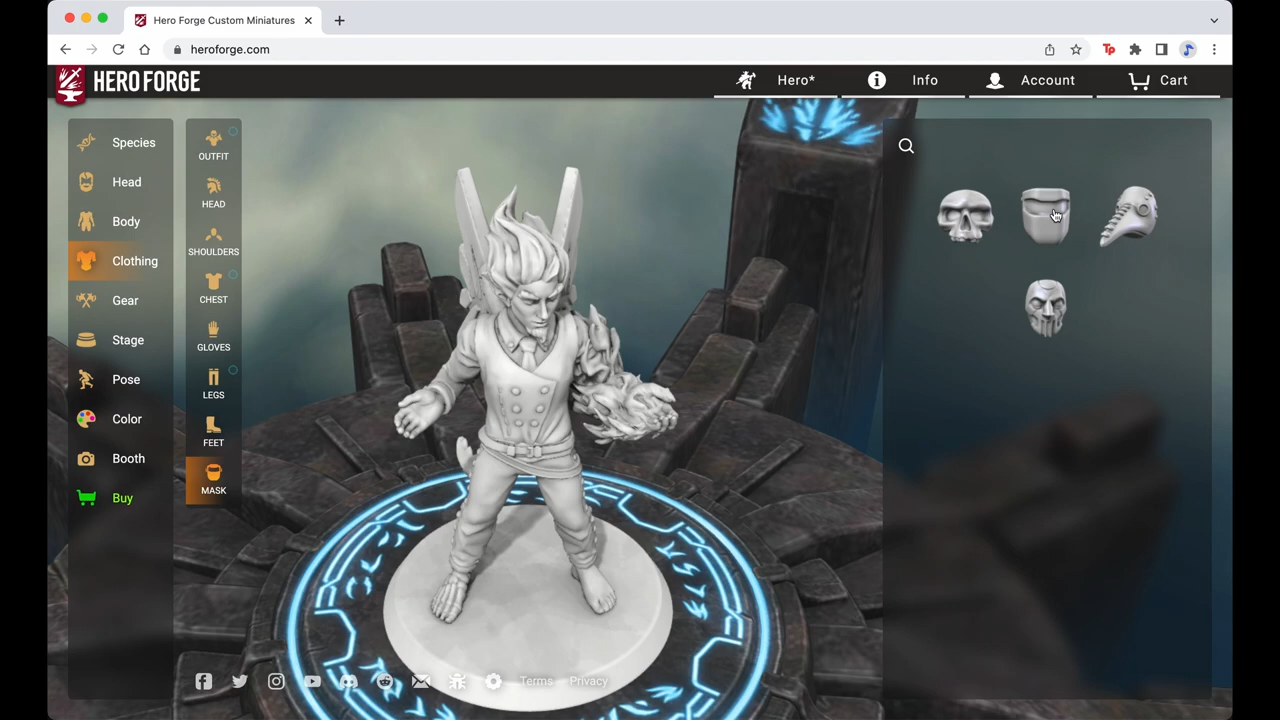 Hero Forge Custom Miniatures
heroforge.com
Tp
HERO FORGE
Hero*
Info
Account
Cart
Species
Head
Body
Clothing
Gear
Stage
Pose
Color
Booth
Buy
OUTFIT
HEAD
SHOULDERS
CHEST
GLOVES
LEGS
FEET
MASK
Terms
Privacy